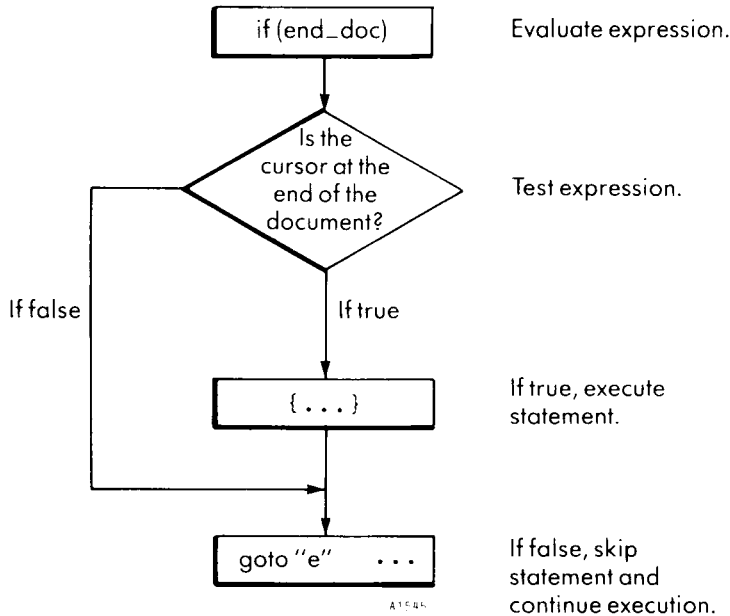 if (end_doc)
Evaluate expression.
Is the
cursor at the
end of the
document?
Test expression.
If false
If true
{ . . . }
If true, execute
statement.
goto "e" . . .
If false, skip
statement and
continue execution.